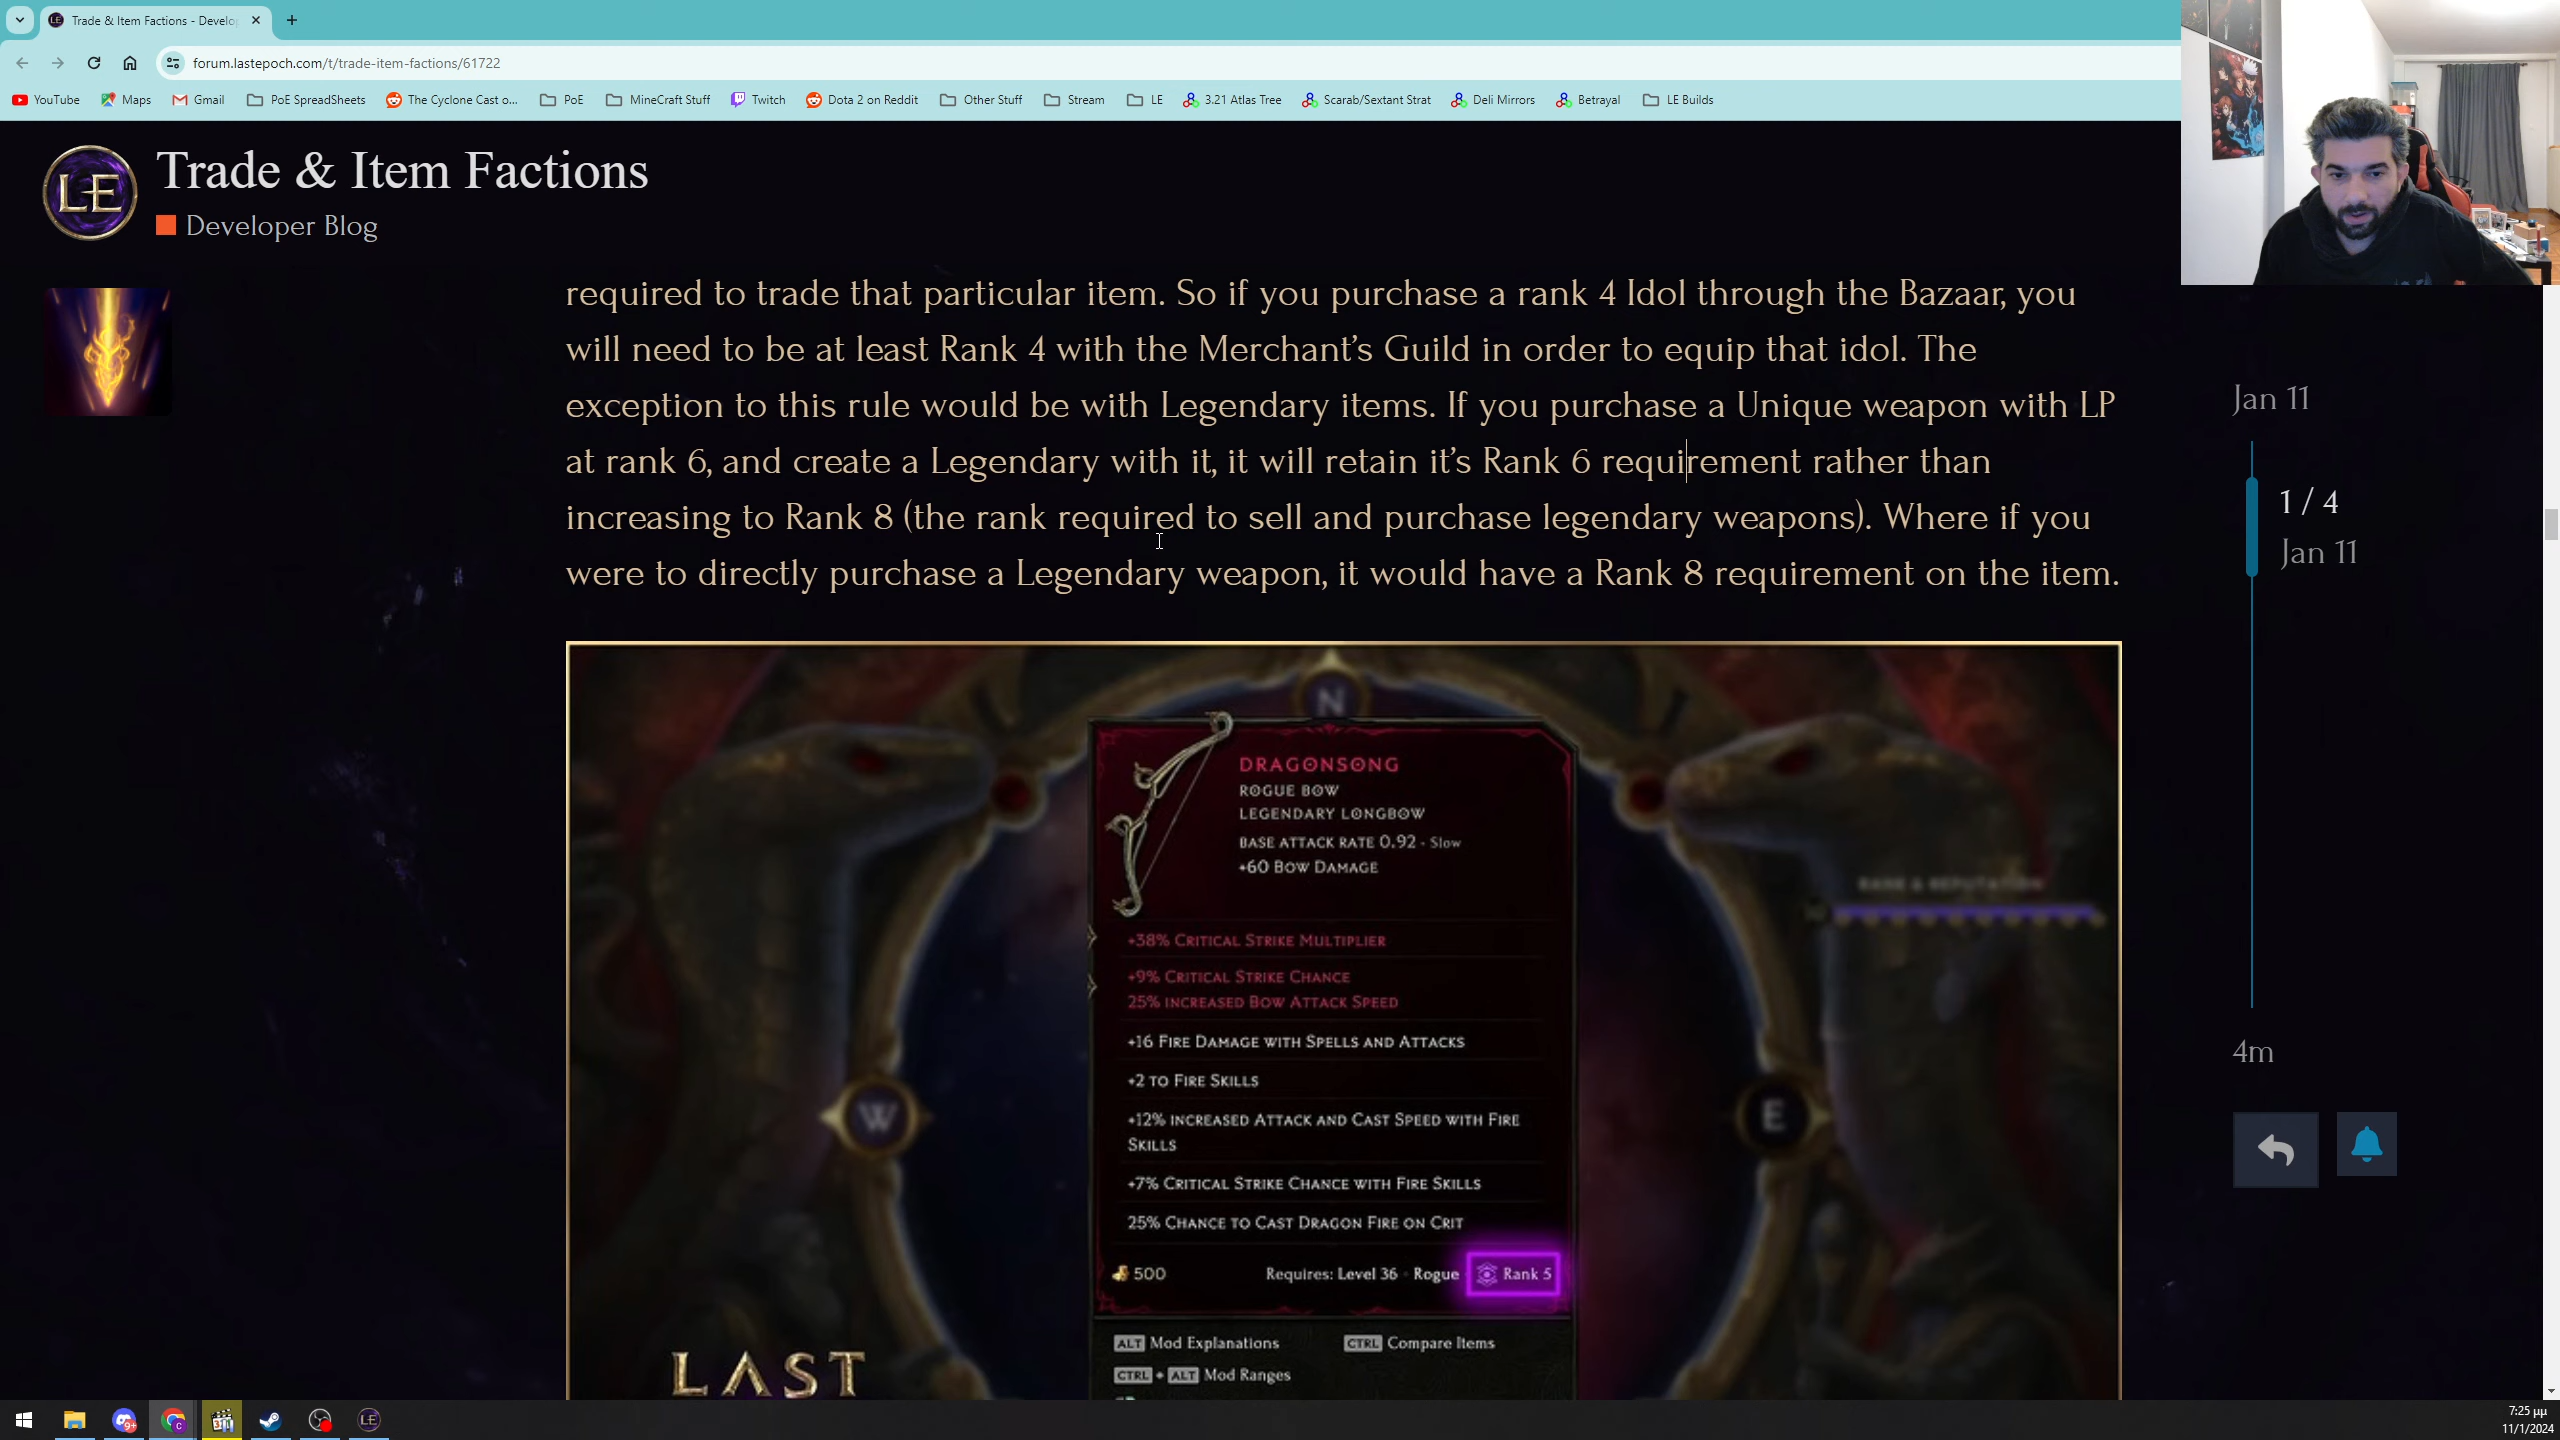 Trade & Item Factions - Develo
forum.lastepoch.com/t/trade-item-factions/61722
YouTube
Maps
Gmail
PoE SpreadSheets
The Cyclone Cast o...
PoE
MineCraft Stuff
Twitch
Dota 2 on Reddit
Other Stuff
Stream
LE
3.21 Atlas Tree
Scarab/Sextant Strat
Deli Mirrors
Betrayal
LE Builds
LE
Trade & Item Factions
Developer Blog
required to trade that particular item. So if you purchase a rank 4 Idol through the Bazaar, you
will need to be at least Rank 4 with the Merchant’s Guild in order to equip that idol. The
exception to this rule would be with Legendary items. If you purchase a Unique weapon with LP
at rank 6, and create a Legendary with it, it will retain it’s Rank 6 requirement rather than
increasing to Rank 8 (the rank required to sell and purchase legendary weapons). Where if you
were to directly purchase a Legendary weapon, it would have a Rank 8 requirement on the item.
Jan 11
1 / 4
Jan 11
4m
N
W
E
RANK & REPUTATION
DRAGONSONG
ROGUE BOW
LEGENDARY LONGBOW
BASE ATTACK RATE 0.92 - Slow
+60 BOW DAMAGE
+38% CRITICAL STRIKE MULTIPLIER
+9% CRITICAL STRIKE CHANCE
25% INCREASED BOW ATTACK SPEED
+16 FIRE DAMAGE WITH SPELLS AND ATTACKS
+2 TO FIRE SKILLS
+12% INCREASED ATTACK AND CAST SPEED WITH FIRE
SKILLS
+7% CRITICAL STRIKE CHANCE WITH FIRE SKILLS
25% CHANCE TO CAST DRAGON FIRE ON CRIT
500
Requires: Level 36 · Rogue
Rank 5
ALT Mod Explanations
CTRL Compare Items
CTRL + ALT Mod Ranges
LAST
9+
LE
7:25 μμ
11/1/2024